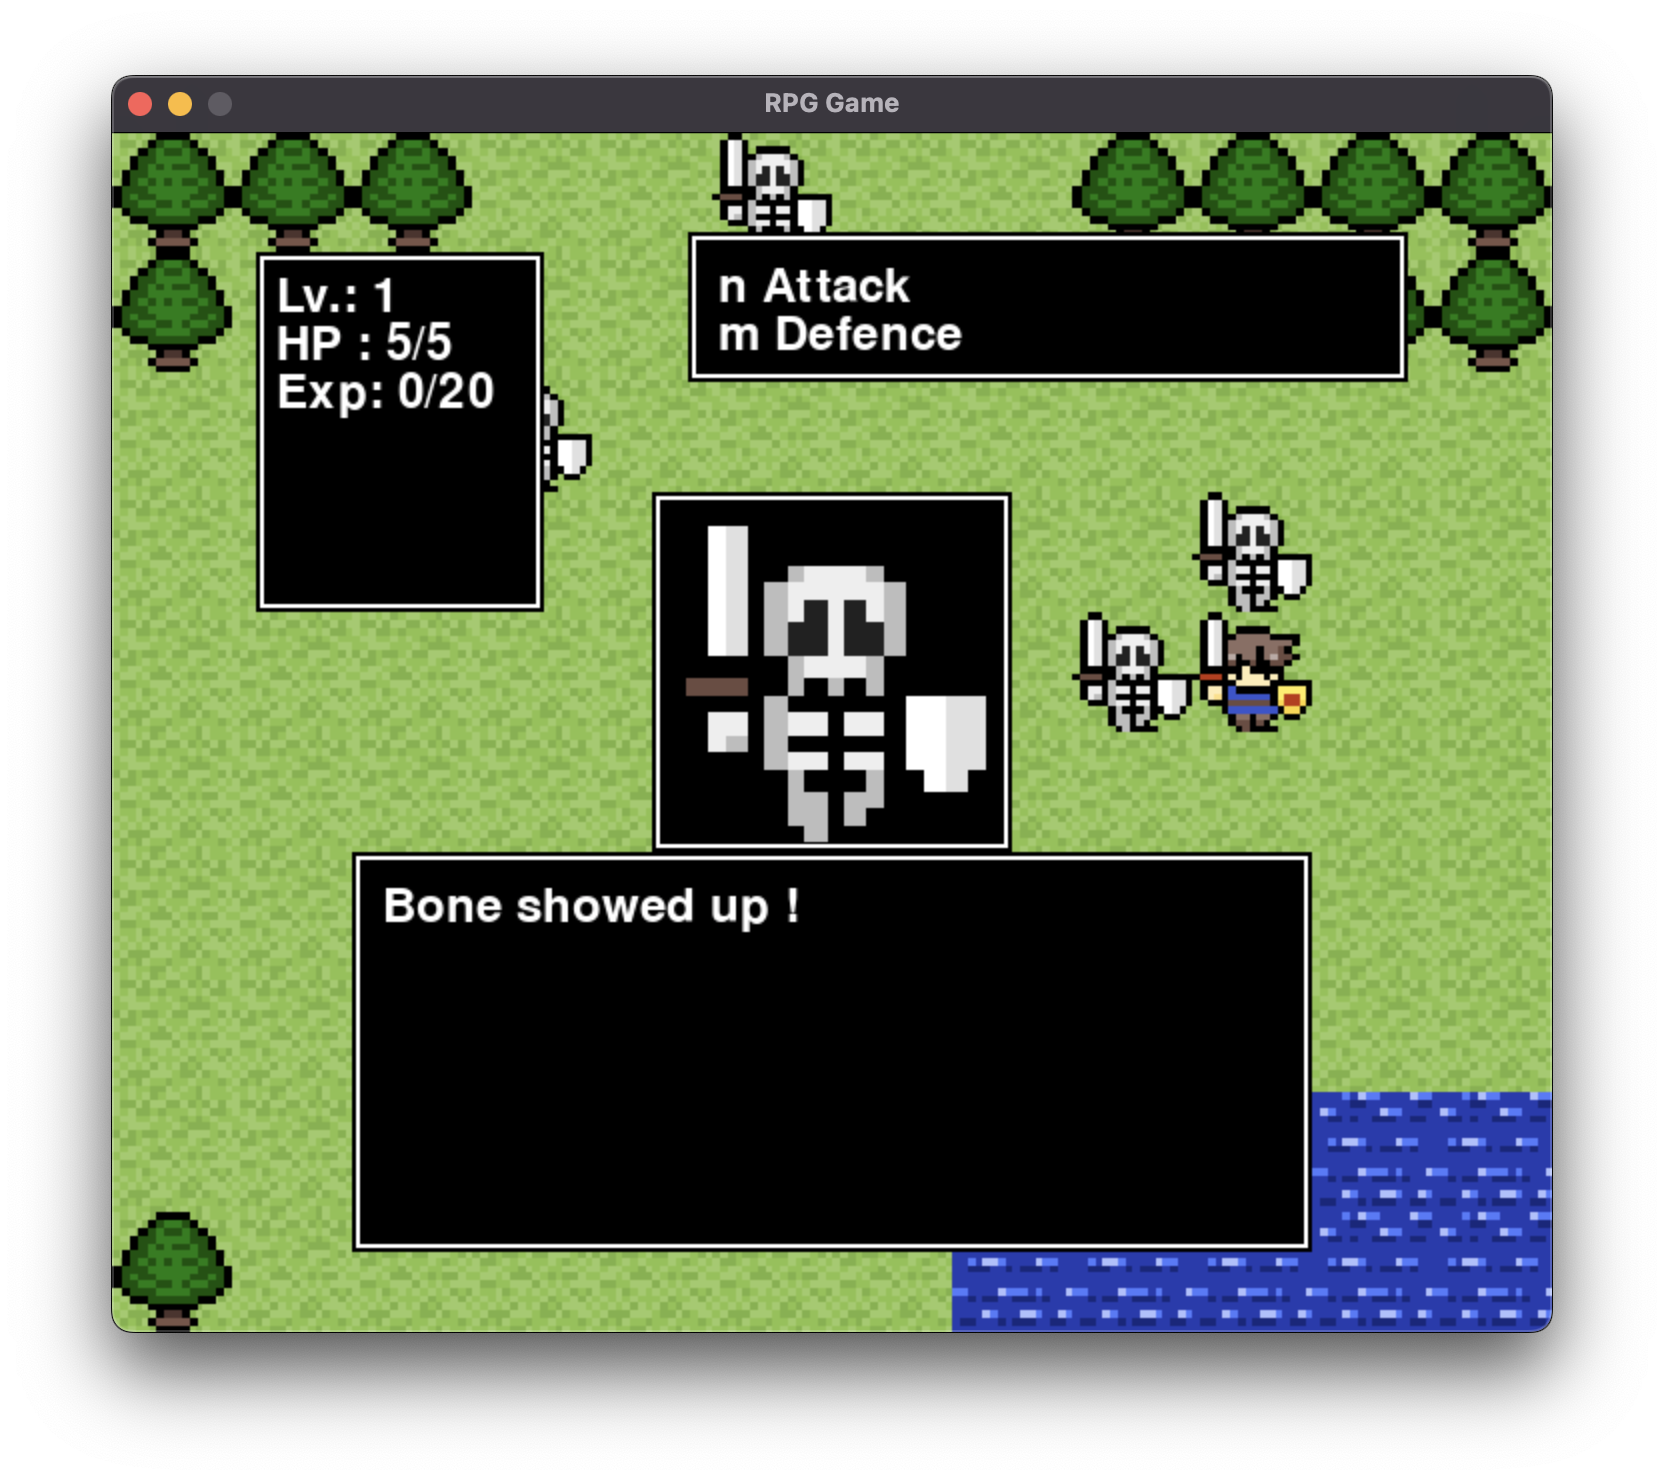 RPG Game
Lv.: 1
HP : 5/5
Exp: 0/20
n Attack
m Defence
Bone showed up !